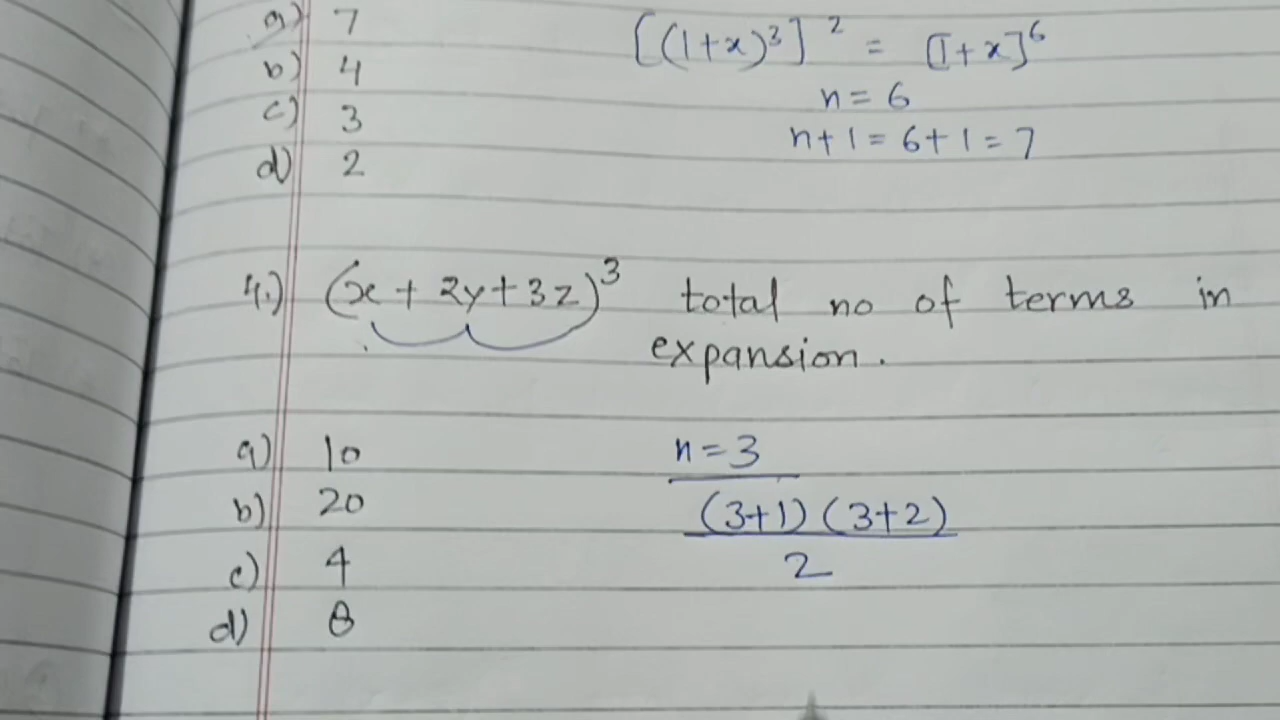 a) 7
[(1+x)³]² = [1+x]⁶
b) 4
n = 6
c) 3
n+1 = 6+1 = 7
d) 2
4.) (x + 2y + 3z)³ total no of terms in
expansion.
a) 10
n = 3
b) 20
(3+1)(3+2)
2
c) 4
d) 8